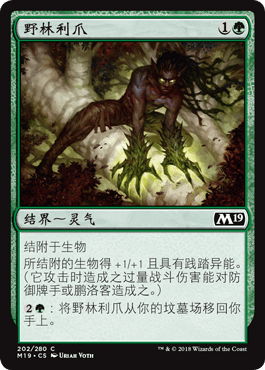 野林利爪 1
结界~灵气 M19
结附于生物
所结附的生物得+1/+1且具有践踏异能。
（它攻击时造成之过量战斗伤害能对防
御牌手或鹏洛客造成之。）
2：将野林利爪从你的坟墓场移回你
手上。
202/280 C
M19 • CS Uriah Voth
™ & © 2018 Wizards of the Coast